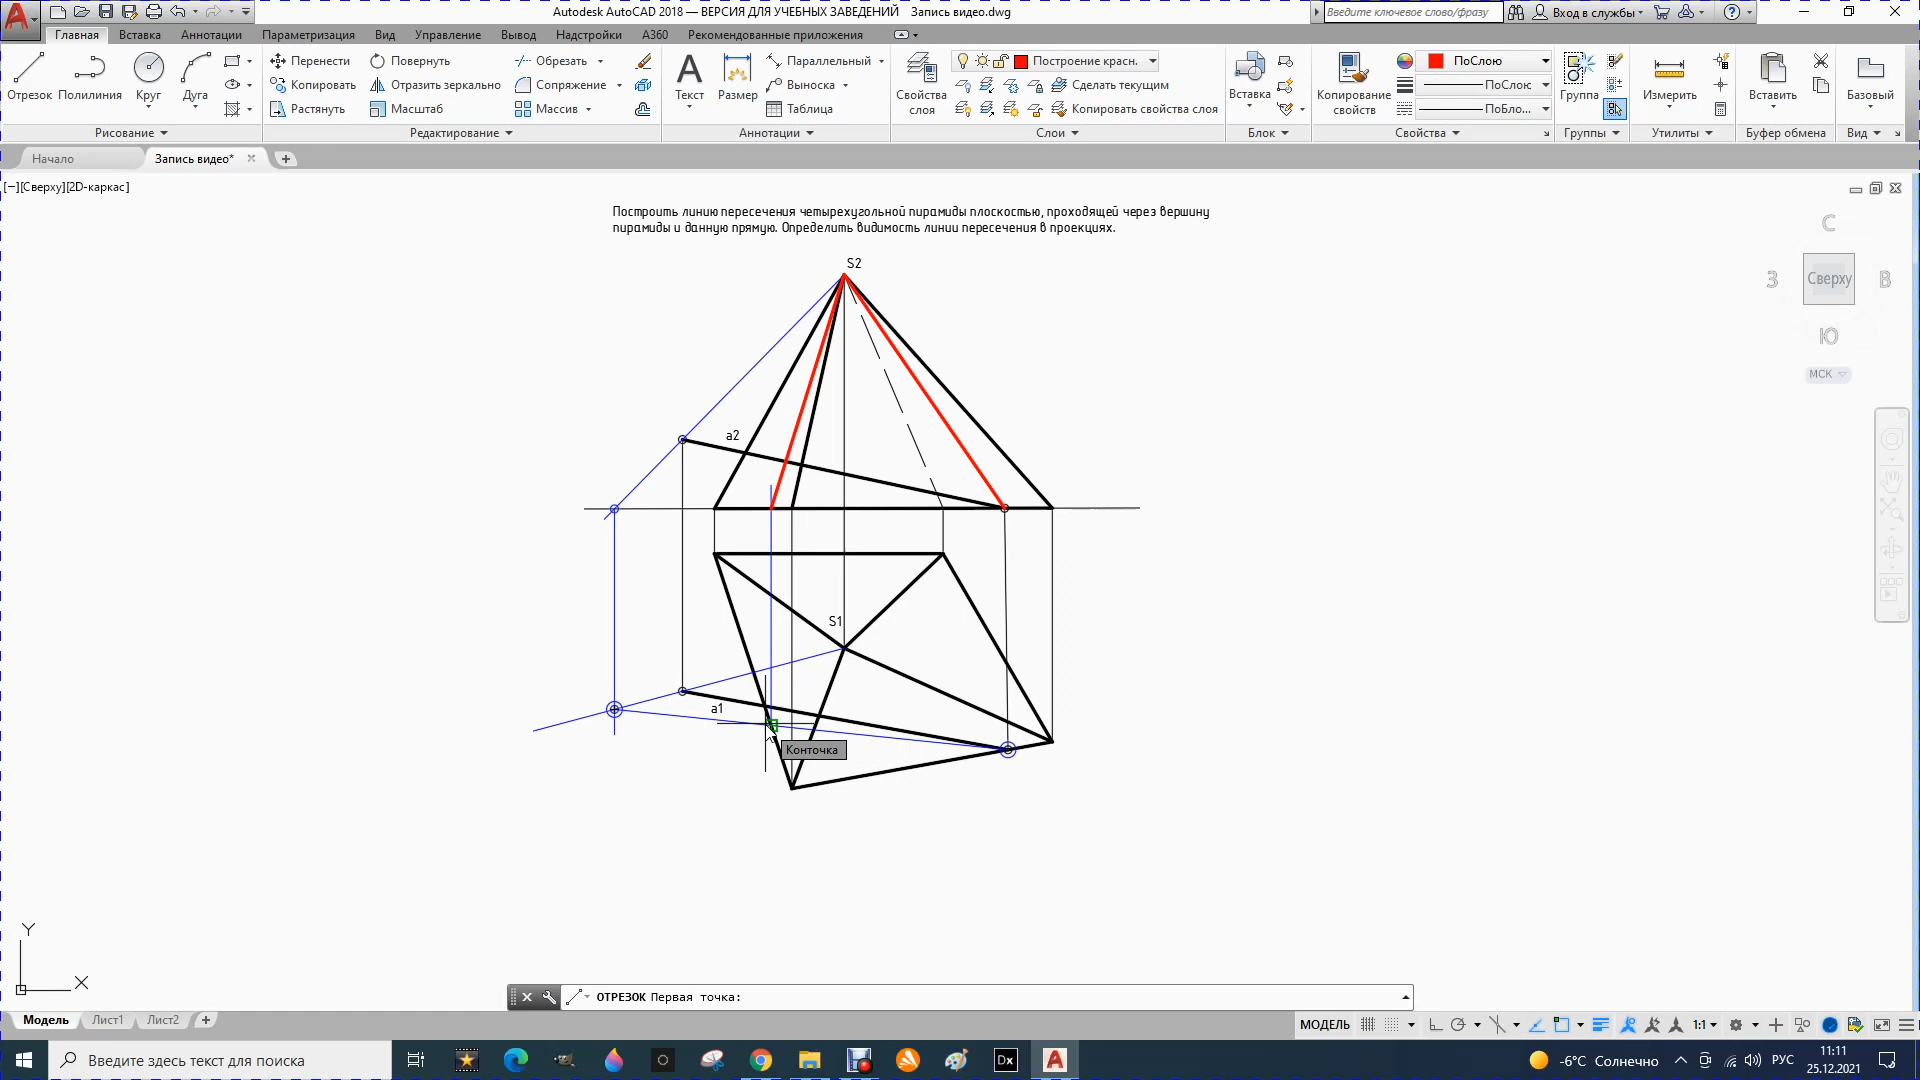 Autodesk AutoCAD 2018 — ВЕРСИЯ ДЛЯ УЧЕБНЫХ ЗАВЕДЕНИЙ Запись видео.dwg
Введите ключевое слово/фразу
Вход в службы
Главная Вставка Аннотации Параметризация Вид Управление Вывод Надстройки A360 Рекомендованные приложения
Отрезок Полилиния Круг Дуга
Рисование
Перенести Повернуть Обрезать
Копировать Отразить зеркально Сопряжение
Растянуть Масштаб Массив
Редактирование
Текст Размер
Параллельный
Выноска
Таблица
Аннотации
Свойства
слоя
Построение красн.
Сделать текущим
Копировать свойства слоя
Слои
Вставка
Блок
Копирование
свойств
ПоСлою
ПоСлою
ПоБло...
Свойства
Группа
Группы
Измерить
Утилиты
Вставить
Буфер обмена
Базовый
Вид
Начало
Запись видео*
[−][Сверху][2D-каркас]
Построить линию пересечения четырехугольной пирамиды плоскостью, проходящей через вершину
пирамиды и данную прямую. Определить видимость линии пересечения в проекциях.
С
З
Сверху
В
Ю
МСК
S2
a2
S1
a1
Конточка
Y
X
ОТРЕЗОК Первая точка:
Модель Лист1 Лист2
МОДЕЛЬ
1:1
Введите здесь текст для поиска
Dx
-6°C Солнечно
РУС
11:11
25.12.2021